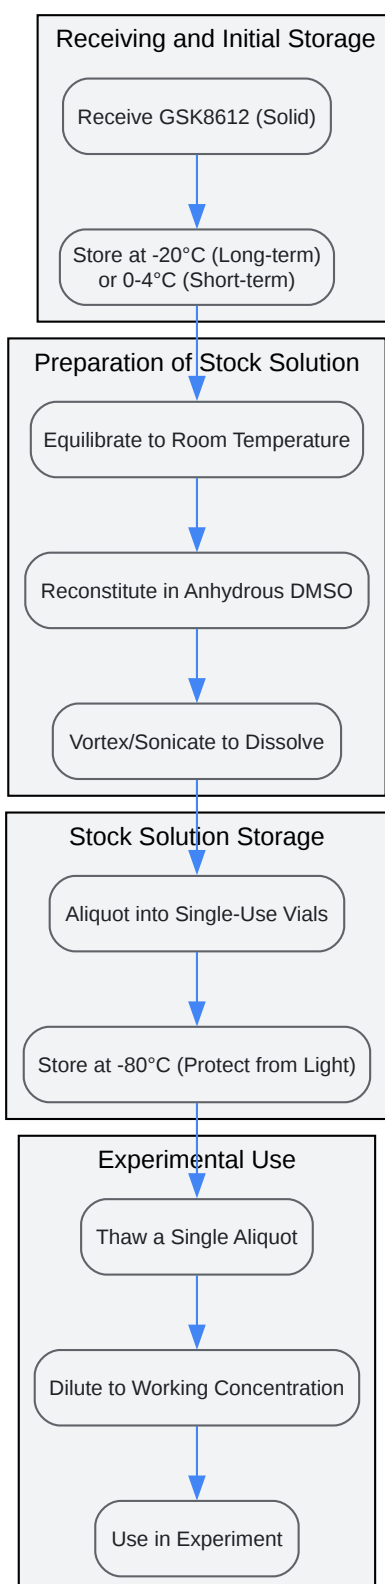 Receiving and Initial Storage
Receive GSK8612 (Solid)
Store at -20°C (Long-term)
or 0-4°C (Short-term)
Preparation of Stock Solution
Equilibrate to Room Temperature
Reconstitute in Anhydrous DMSO
Vortex/Sonicate to Dissolve
Stock Solution Storage
Aliquot into Single-Use Vials
Store at -80°C (Protect from Light)
Experimental Use
Thaw a Single Aliquot
Dilute to Working Concentration
Use in Experiment